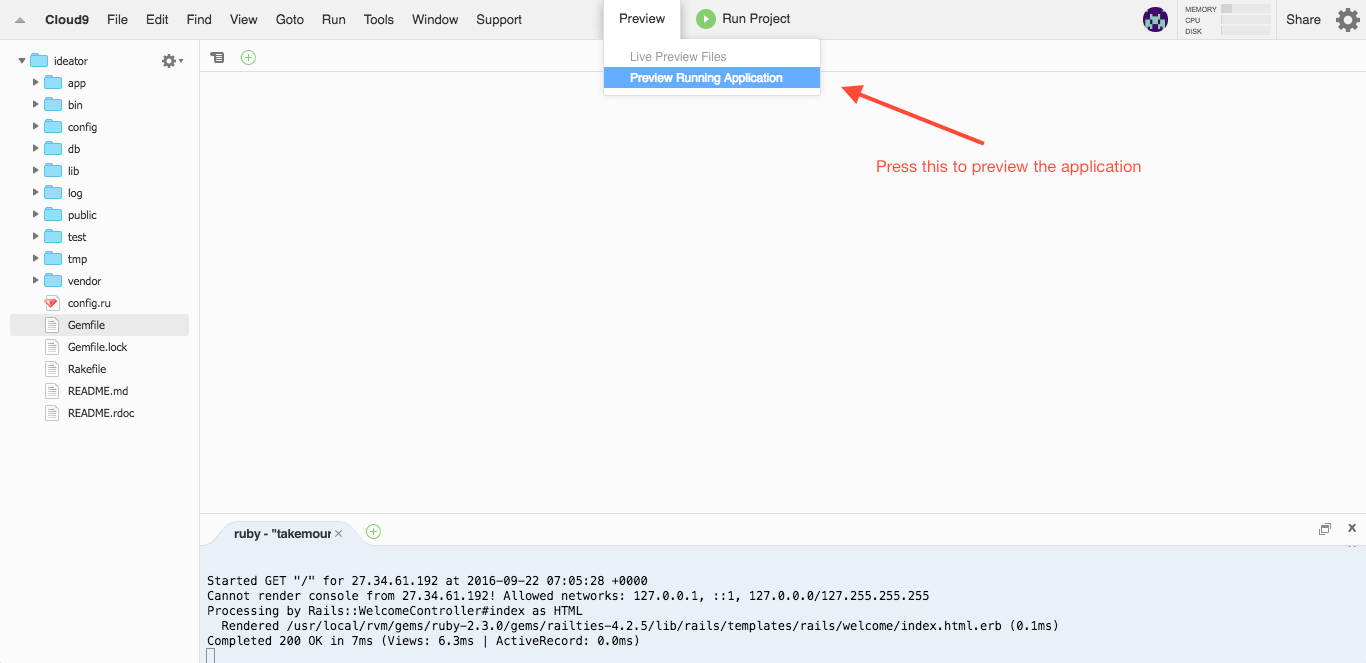 Cloud9 File Edit Find View Goto Run Tools Window Support Preview Run Project MEMORY CPU DISK Share
Live Preview Files
Preview Running Application
Press this to preview the application
ideator
app
bin
config
db
lib
log
public
test
tmp
vendor
config.ru
Gemfile
Gemfile.lock
Rakefile
README.md
README.rdoc
ruby - "takemour
Started GET "/" for 27.34.61.192 at 2016-09-22 07:05:28 +0000
Cannot render console from 27.34.61.192! Allowed networks: 127.0.0.1, ::1, 127.0.0.0/127.255.255.255
Processing by Rails::WelcomeController#index as HTML
Rendered /usr/local/rvm/gems/ruby-2.3.0/gems/railties-4.2.5/lib/rails/templates/rails/welcome/index.html.erb (0.1ms)
Completed 200 OK in 7ms (Views: 6.3ms | ActiveRecord: 0.0ms)